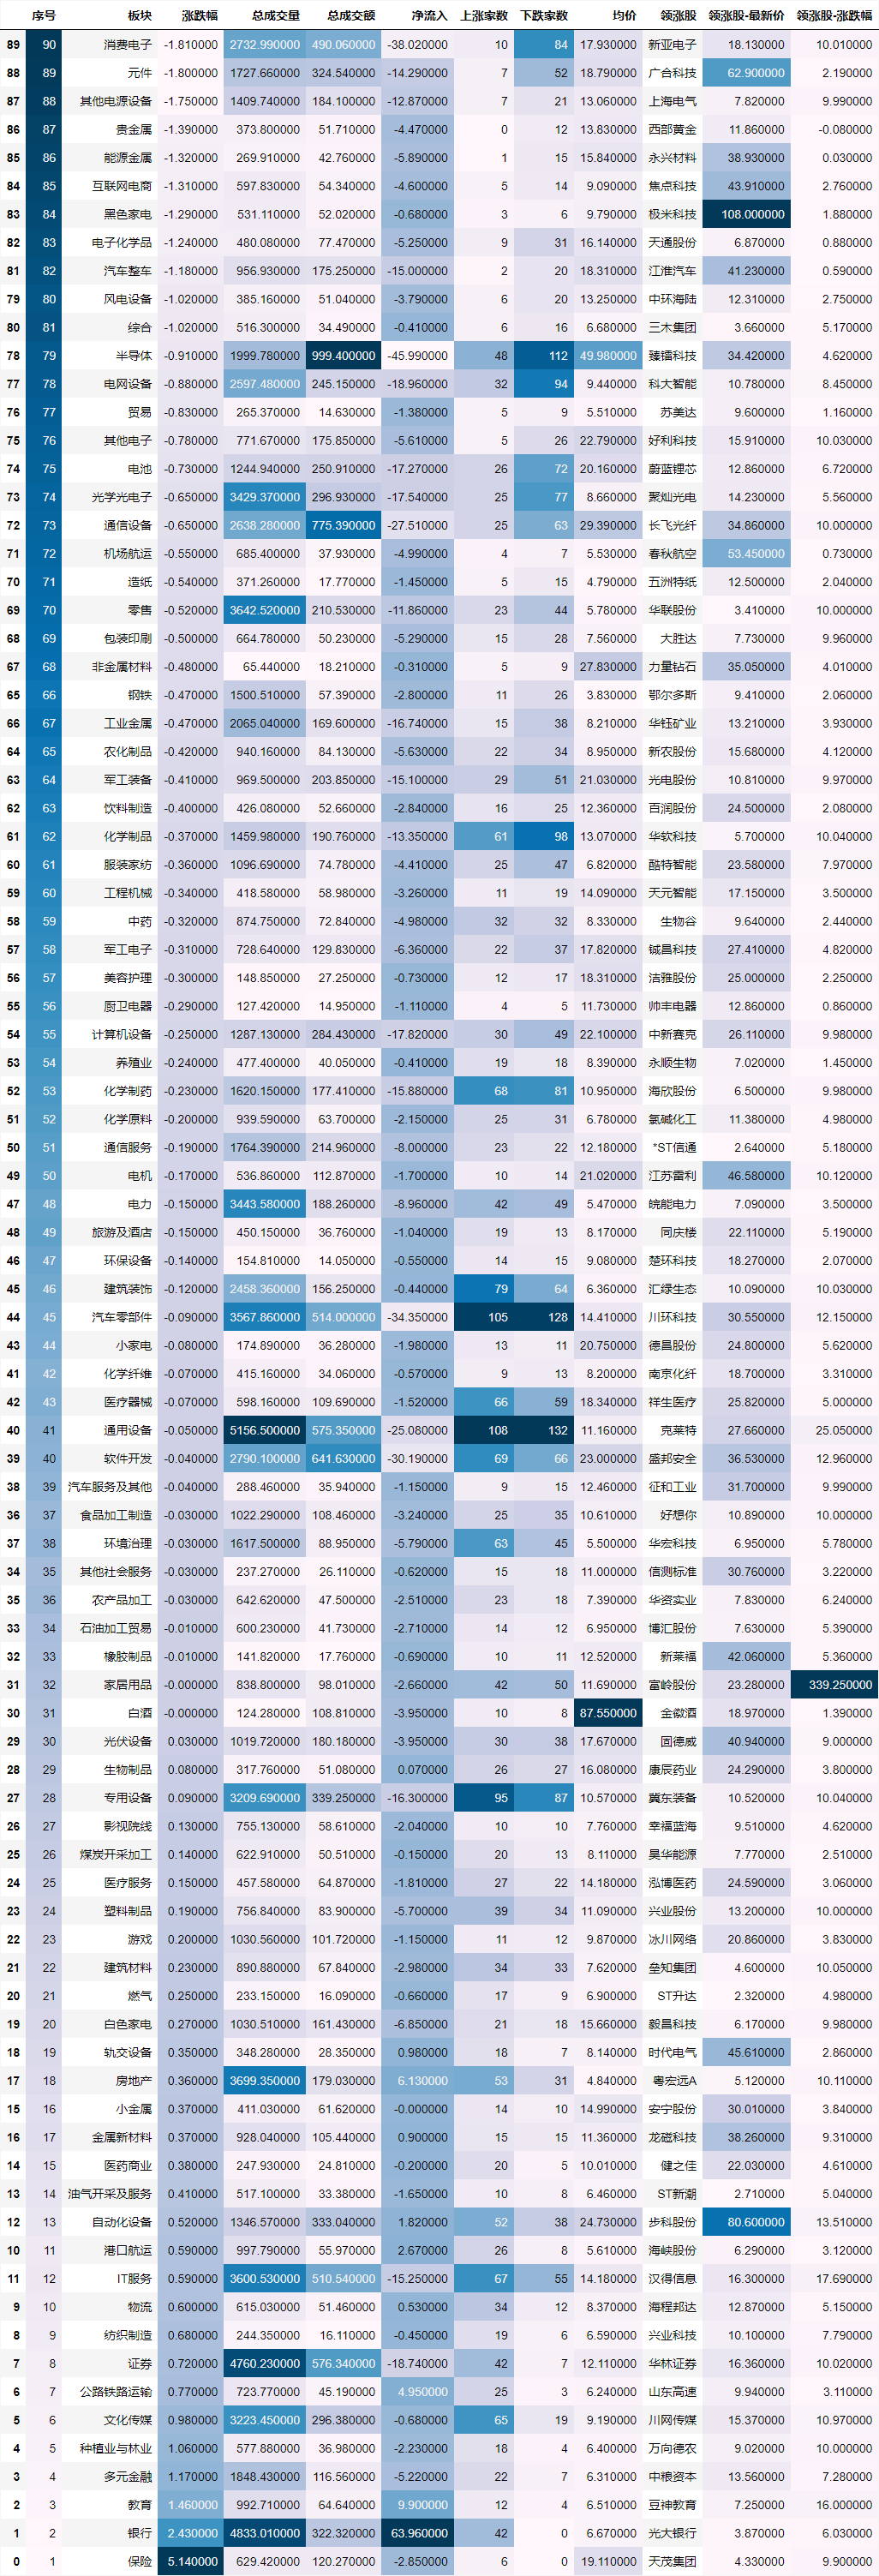 序号 板块 涨跌幅 总成交量 总成交额 净流入 上涨家数 下跌家数 均价 领涨股 领涨股-最新价 领涨股-涨跌幅
89 90 消费电子 -1.810000 2732.990000 490.060000 -38.020000 10 84 17.930000 新亚电子 18.130000 10.010000
88 89 元件 -1.800000 1727.660000 324.540000 -14.290000 7 52 18.790000 广合科技 62.900000 2.190000
87 88 其他电源设备 -1.750000 1409.740000 184.100000 -12.870000 7 21 13.060000 上海电气 7.820000 9.990000
86 87 贵金属 -1.390000 373.800000 51.710000 -4.470000 0 12 13.830000 西部黄金 11.860000 -0.080000
85 86 能源金属 -1.320000 269.910000 42.760000 -5.890000 1 15 15.840000 永兴材料 38.930000 0.030000
84 85 互联网电商 -1.310000 597.830000 54.340000 -4.600000 5 14 9.090000 焦点科技 43.910000 2.760000
83 84 黑色家电 -1.290000 531.110000 52.020000 -0.680000 3 6 9.790000 极米科技 108.000000 1.880000
82 83 电子化学品 -1.240000 480.080000 77.470000 -5.250000 9 31 16.140000 天通股份 6.870000 0.880000
81 82 汽车整车 -1.180000 956.930000 175.250000 -15.000000 2 20 18.310000 江淮汽车 41.230000 0.590000
79 80 风电设备 -1.020000 385.160000 51.040000 -3.790000 6 20 13.250000 中环海陆 12.310000 2.750000
80 81 综合 -1.020000 516.300000 34.490000 -0.410000 6 16 6.680000 三木集团 3.660000 5.170000
78 79 半导体 -0.910000 1999.780000 999.400000 -45.990000 48 112 49.980000 臻镭科技 34.420000 4.620000
77 78 电网设备 -0.880000 2597.480000 245.150000 -18.960000 32 94 9.440000 科大智能 10.780000 8.450000
76 77 贸易 -0.830000 265.370000 14.630000 -1.380000 5 9 5.510000 苏美达 9.600000 1.160000
75 76 其他电子 -0.780000 771.670000 175.850000 -5.610000 5 26 22.790000 好利科技 15.910000 10.030000
74 75 电池 -0.730000 1244.940000 250.910000 -17.270000 26 72 20.160000 蔚蓝锂芯 12.860000 6.720000
73 74 光学光电子 -0.650000 3429.370000 296.930000 -17.540000 25 77 8.660000 聚灿光电 14.230000 5.560000
72 73 通信设备 -0.650000 2638.280000 775.390000 -27.510000 25 63 29.390000 长飞光纤 34.860000 10.000000
71 72 机场航运 -0.550000 685.400000 37.930000 -4.990000 4 7 5.530000 春秋航空 53.450000 0.730000
70 71 造纸 -0.540000 371.260000 17.770000 -1.450000 5 15 4.790000 五洲特纸 12.500000 2.040000
69 70 零售 -0.520000 3642.520000 210.530000 -11.860000 23 44 5.780000 华联股份 3.410000 10.000000
68 69 包装印刷 -0.500000 664.780000 50.230000 -5.290000 15 28 7.560000 大胜达 7.730000 9.960000
67 68 非金属材料 -0.480000 65.440000 18.210000 -0.310000 5 9 27.830000 力量钻石 35.050000 4.010000
65 66 钢铁 -0.470000 1500.510000 57.390000 -2.800000 11 26 3.830000 鄂尔多斯 9.410000 2.060000
66 67 工业金属 -0.470000 2065.040000 169.600000 -16.740000 15 38 8.210000 华钰矿业 13.210000 3.930000
64 65 农化制品 -0.420000 940.160000 84.130000 -5.630000 22 34 8.950000 新农股份 15.680000 4.120000
63 64 军工装备 -0.410000 969.500000 203.850000 -15.100000 29 51 21.030000 光电股份 10.810000 9.970000
62 63 饮料制造 -0.400000 426.080000 52.660000 -2.840000 16 25 12.360000 百润股份 24.500000 2.080000
61 62 化学制品 -0.370000 1459.980000 190.760000 -13.350000 61 98 13.070000 华软科技 5.700000 10.040000
60 61 服装家纺 -0.360000 1096.690000 74.780000 -4.410000 25 47 6.820000 酷特智能 23.580000 7.970000
59 60 工程机械 -0.340000 418.580000 58.980000 -3.260000 11 19 14.090000 天元智能 17.150000 3.500000
58 59 中药 -0.320000 874.750000 72.840000 -4.980000 32 32 8.330000 生物谷 9.640000 2.440000
57 58 军工电子 -0.310000 728.640000 129.830000 -6.360000 22 37 17.820000 铖昌科技 27.410000 4.820000
56 57 美容护理 -0.300000 148.850000 27.250000 -0.730000 12 17 18.310000 洁雅股份 25.000000 2.250000
55 56 厨卫电器 -0.290000 127.420000 14.950000 -1.110000 4 5 11.730000 帅丰电器 12.860000 0.860000
54 55 计算机设备 -0.250000 1287.130000 284.430000 -17.820000 30 49 22.100000 中新赛克 26.110000 9.980000
53 54 养殖业 -0.240000 477.400000 40.050000 -0.410000 19 18 8.390000 永顺生物 7.020000 1.450000
52 53 化学制药 -0.230000 1620.150000 177.410000 -15.880000 68 81 10.950000 海欣股份 6.500000 9.980000
51 52 化学原料 -0.200000 939.590000 63.700000 -2.150000 25 31 6.780000 氯碱化工 11.380000 4.980000
50 51 通信服务 -0.190000 1764.390000 214.960000 -8.000000 23 22 12.180000 *ST信通 2.640000 5.180000
49 50 电机 -0.170000 536.860000 112.870000 -1.700000 10 14 21.020000 江苏雷利 46.580000 10.120000
47 48 电力 -0.150000 3443.580000 188.260000 -8.960000 42 49 5.470000 皖能电力 7.090000 3.500000
48 49 旅游及酒店 -0.150000 450.150000 36.760000 -1.040000 19 13 8.170000 同庆楼 22.110000 5.190000
46 47 环保设备 -0.140000 154.810000 14.050000 -0.550000 14 15 9.080000 楚环科技 18.270000 2.070000
45 46 建筑装饰 -0.120000 2458.360000 156.250000 -0.440000 79 64 6.360000 汇绿生态 10.090000 10.030000
44 45 汽车零部件 -0.090000 3567.860000 514.000000 -34.350000 105 128 14.410000 川环科技 30.550000 12.150000
43 44 小家电 -0.080000 174.890000 36.280000 -1.980000 13 11 20.750000 德昌股份 24.800000 5.620000
41 42 化学纤维 -0.070000 415.160000 34.060000 -0.570000 9 13 8.200000 南京化纤 18.700000 3.310000
42 43 医疗器械 -0.070000 598.160000 109.690000 -1.520000 66 59 18.340000 祥生医疗 25.820000 5.000000
40 41 通用设备 -0.050000 5156.500000 575.350000 -25.080000 108 132 11.160000 克莱特 27.660000 25.050000
39 40 软件开发 -0.040000 2790.100000 641.630000 -30.190000 69 66 23.000000 盛邦安全 36.530000 12.960000
38 39 汽车服务及其他 -0.040000 288.460000 35.940000 -1.150000 9 15 12.460000 征和工业 31.700000 9.990000
36 37 食品加工制造 -0.030000 1022.290000 108.460000 -3.240000 25 35 10.610000 好想你 10.890000 10.000000
37 38 环境治理 -0.030000 1617.500000 88.950000 -5.790000 63 45 5.500000 华宏科技 6.950000 5.780000
34 35 其他社会服务 -0.030000 237.270000 26.110000 -0.620000 15 18 11.000000 信测标准 30.760000 3.220000
35 36 农产品加工 -0.030000 642.620000 47.500000 -2.510000 23 18 7.390000 华资实业 7.830000 6.240000
33 34 石油加工贸易 -0.010000 600.230000 41.730000 -2.710000 14 12 6.950000 博汇股份 7.630000 5.390000
32 33 橡胶制品 -0.010000 141.820000 17.760000 -0.690000 10 11 12.520000 新莱福 42.060000 5.360000
31 32 家居用品 -0.000000 838.800000 98.010000 -2.660000 42 50 11.690000 富岭股份 23.280000 339.250000
30 31 白酒 -0.000000 124.280000 108.810000 -3.950000 10 8 87.550000 金徽酒 18.970000 1.390000
29 30 光伏设备 0.030000 1019.720000 180.180000 -3.950000 30 38 17.670000 固德威 40.940000 9.000000
28 29 生物制品 0.080000 317.760000 51.080000 0.070000 26 27 16.080000 康辰药业 24.290000 3.800000
27 28 专用设备 0.090000 3209.690000 339.250000 -16.300000 95 87 10.570000 冀东装备 10.520000 10.040000
26 27 影视院线 0.130000 755.130000 58.610000 -2.040000 10 10 7.760000 幸福蓝海 9.510000 4.620000
25 26 煤炭开采加工 0.140000 622.910000 50.510000 -0.150000 20 13 8.110000 昊华能源 7.770000 2.510000
24 25 医疗服务 0.150000 457.580000 64.870000 -1.810000 27 22 14.180000 泓博医药 24.590000 3.060000
23 24 塑料制品 0.190000 756.840000 83.900000 -5.700000 39 34 11.090000 兴业股份 13.200000 10.000000
22 23 游戏 0.200000 1030.560000 101.720000 -1.150000 11 12 9.870000 冰川网络 20.860000 3.830000
21 22 建筑材料 0.230000 890.880000 67.840000 -2.980000 34 33 7.620000 垒知集团 4.600000 10.050000
20 21 燃气 0.250000 233.150000 16.090000 -0.660000 17 9 6.900000 ST升达 2.320000 4.980000
19 20 白色家电 0.270000 1030.510000 161.430000 -6.850000 21 18 15.660000 毅昌科技 6.170000 9.980000
18 19 轨交设备 0.350000 348.280000 28.350000 0.980000 18 7 8.140000 时代电气 45.610000 2.860000
17 18 房地产 0.360000 3699.350000 179.030000 6.130000 53 31 4.840000 粤宏远A 5.120000 10.110000
15 16 小金属 0.370000 411.030000 61.620000 -0.000000 14 10 14.990000 安宁股份 30.010000 3.840000
16 17 金属新材料 0.370000 928.040000 105.440000 0.900000 15 15 11.360000 龙磁科技 38.260000 9.310000
14 15 医药商业 0.380000 247.930000 24.810000 -0.200000 20 5 10.010000 健之佳 22.030000 4.610000
13 14 油气开采及服务 0.410000 517.100000 33.380000 -1.650000 10 8 6.460000 ST新潮 2.710000 5.040000
12 13 自动化设备 0.520000 1346.570000 333.040000 1.820000 52 38 24.730000 步科股份 80.600000 13.510000
10 11 港口航运 0.590000 997.790000 55.970000 2.670000 26 8 5.610000 海峡股份 6.290000 3.120000
11 12 IT服务 0.590000 3600.530000 510.540000 -15.250000 67 55 14.180000 汉得信息 16.300000 17.690000
9 10 物流 0.600000 615.030000 51.460000 0.530000 34 12 8.370000 海程邦达 12.870000 5.150000
8 9 纺织制造 0.680000 244.350000 16.110000 -0.450000 19 6 6.590000 兴业科技 10.100000 7.790000
7 8 证券 0.720000 4760.230000 576.340000 -18.740000 42 7 12.110000 华林证券 16.360000 10.020000
6 7 公路铁路运输 0.770000 723.770000 45.190000 4.950000 25 3 6.240000 山东高速 9.940000 3.110000
5 6 文化传媒 0.980000 3223.450000 296.380000 -0.680000 65 19 9.190000 川网传媒 15.370000 10.970000
4 5 种植业与林业 1.060000 577.880000 36.980000 -2.230000 18 4 6.400000 万向德农 9.020000 10.000000
3 4 多元金融 1.170000 1848.430000 116.560000 -5.220000 22 7 6.310000 中粮资本 13.560000 7.280000
2 3 教育 1.460000 992.710000 64.640000 9.900000 12 4 6.510000 豆神教育 7.250000 16.000000
1 2 银行 2.430000 4833.010000 322.320000 63.960000 42 0 6.670000 光大银行 3.870000 6.030000
0 1 保险 5.140000 629.420000 120.270000 -2.850000 6 0 19.110000 天茂集团 4.330000 9.900000